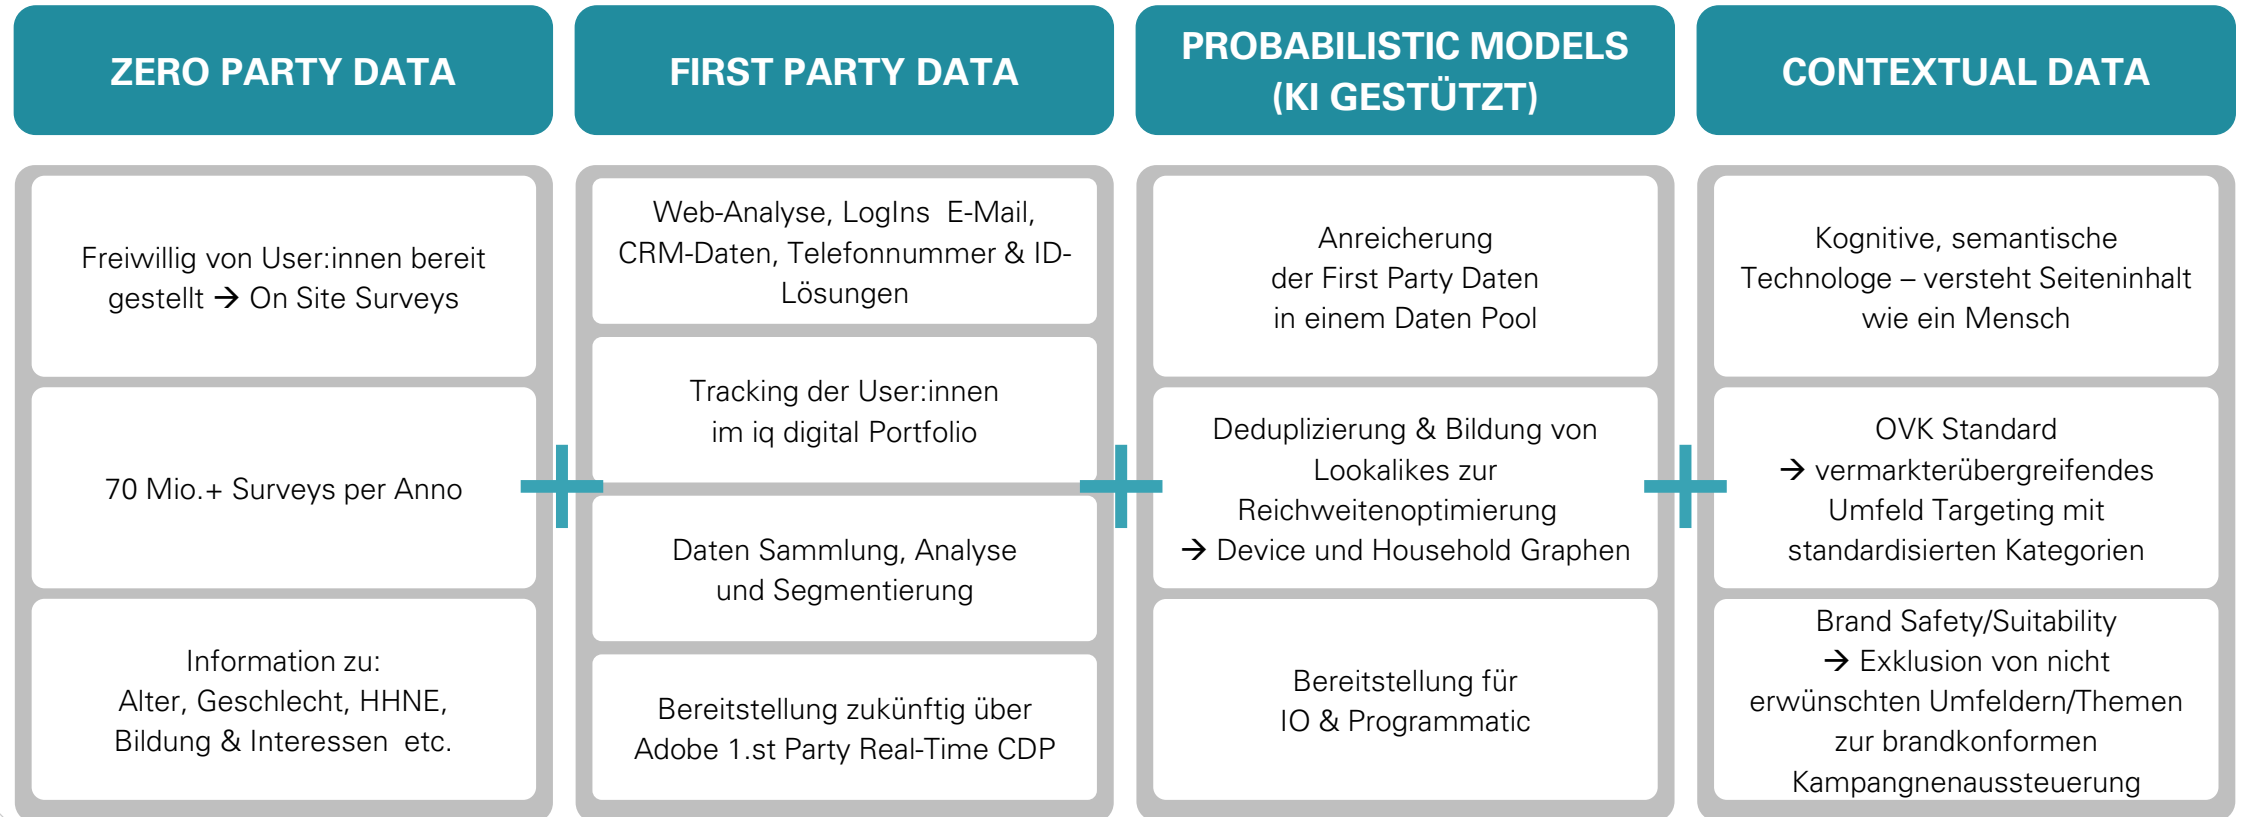 ZERO PARTY DATA
Freiwillig von User:innen bereit
gestellt → On Site Surveys
70 Mio.+ Surveys per Anno
Information zu:
Alter, Geschlecht, HHNE,
Bildung & Interessen etc.
FIRST PARTY DATA
Web-Analyse, LogIns E-Mail,
CRM-Daten, Telefonnummer & ID-
Lösungen
Tracking der User:innen
im iq digital Portfolio
Daten Sammlung, Analyse
und Segmentierung
Bereitstellung zukünftig über
Adobe 1.st Party Real-Time CDP
PROBABILISTIC MODELS
(KI GESTÜTZT)
Anreicherung
der First Party Daten
in einem Daten Pool
Deduplizierung & Bildung von
Lookalikes zur
Reichweitenoptimierung
→ Device und Household Graphen
Bereitstellung für
IO & Programmatic
CONTEXTUAL DATA
Kognitive, semantische
Technologe – versteht Seiteninhalt
wie ein Mensch
OVK Standard
→ vermarkterübergreifendes
Umfeld Targeting mit
standardisierten Kategorien
Brand Safety/Suitability
→ Exklusion von nicht
erwünschten Umfeldern/Themen
zur brandkonformen
Kampangnenaussteuerung